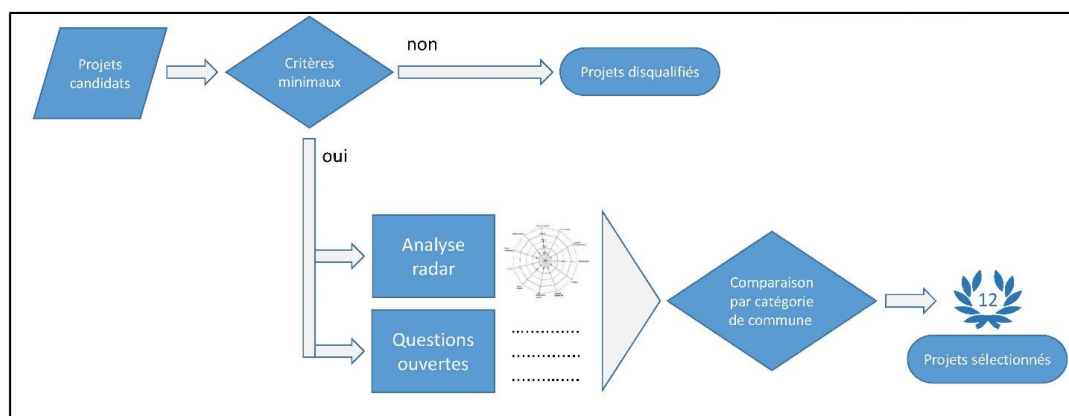 Projets
candidats
Critères
minimaux
non
Projets disqualifiés
oui
Analyse
radar
Questions
ouvertes
Comparaison
par catégorie
de commune
12
Projets sélectionnés